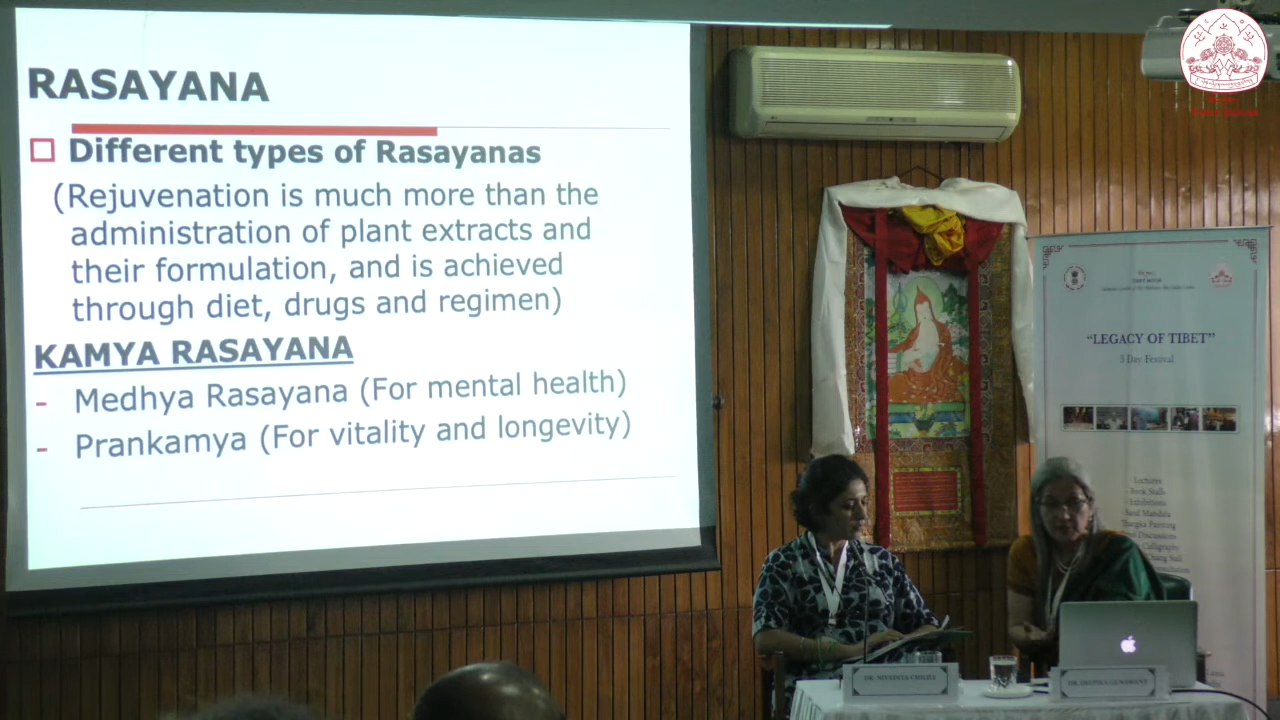 RASAYANA
Different types of Rasayanas
(Rejuvenation is much more than the
administration of plant extracts and
their formulation, and is achieved
through diet, drugs and regimen)
KAMYA RASAYANA
- Medhya Rasayana (For mental health)
- Prankamya (For vitality and longevity)
“LEGACY OF TIBET”
3 Day Festival
Lectures
Book Stalls
Exhibitions
Sand Mandala
Thangka Painting
Discussions
Calligraphy